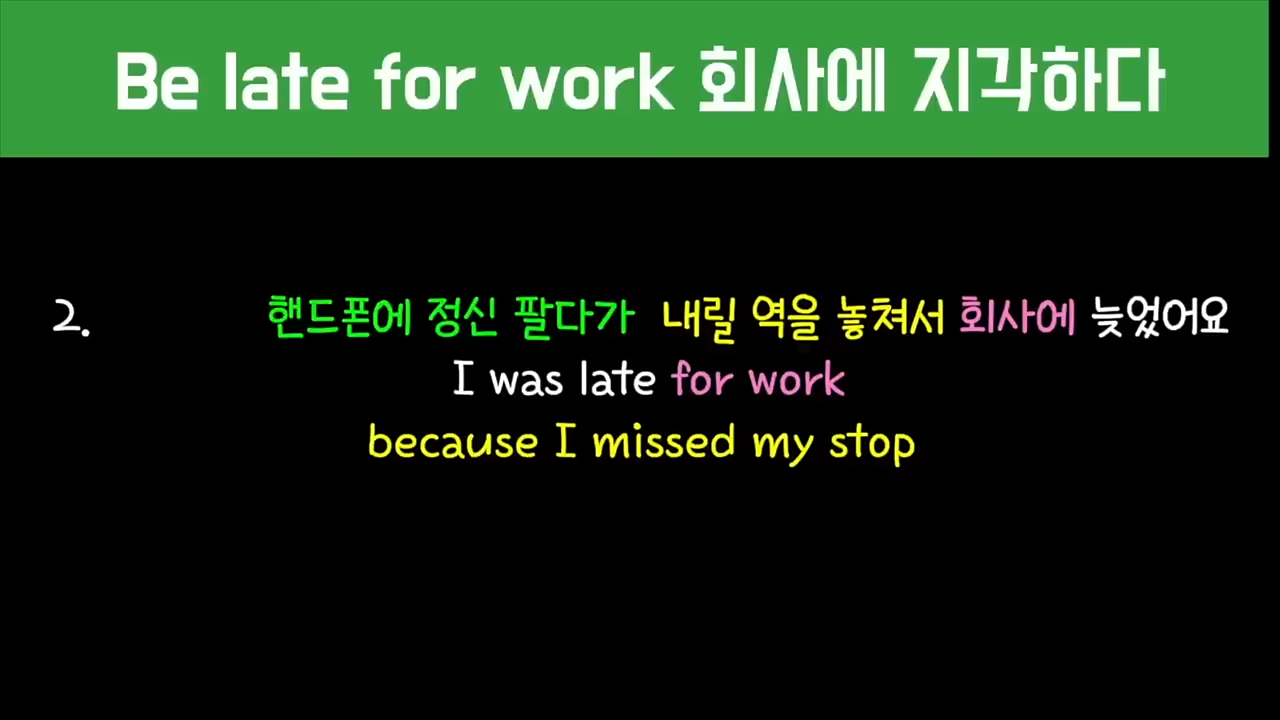 Be late for work 회사에 지각하다
2. 핸드폰에 정신 팔다가 내릴 역을 놓쳐서 회사에 늦었어요
I was late for work
because I missed my stop